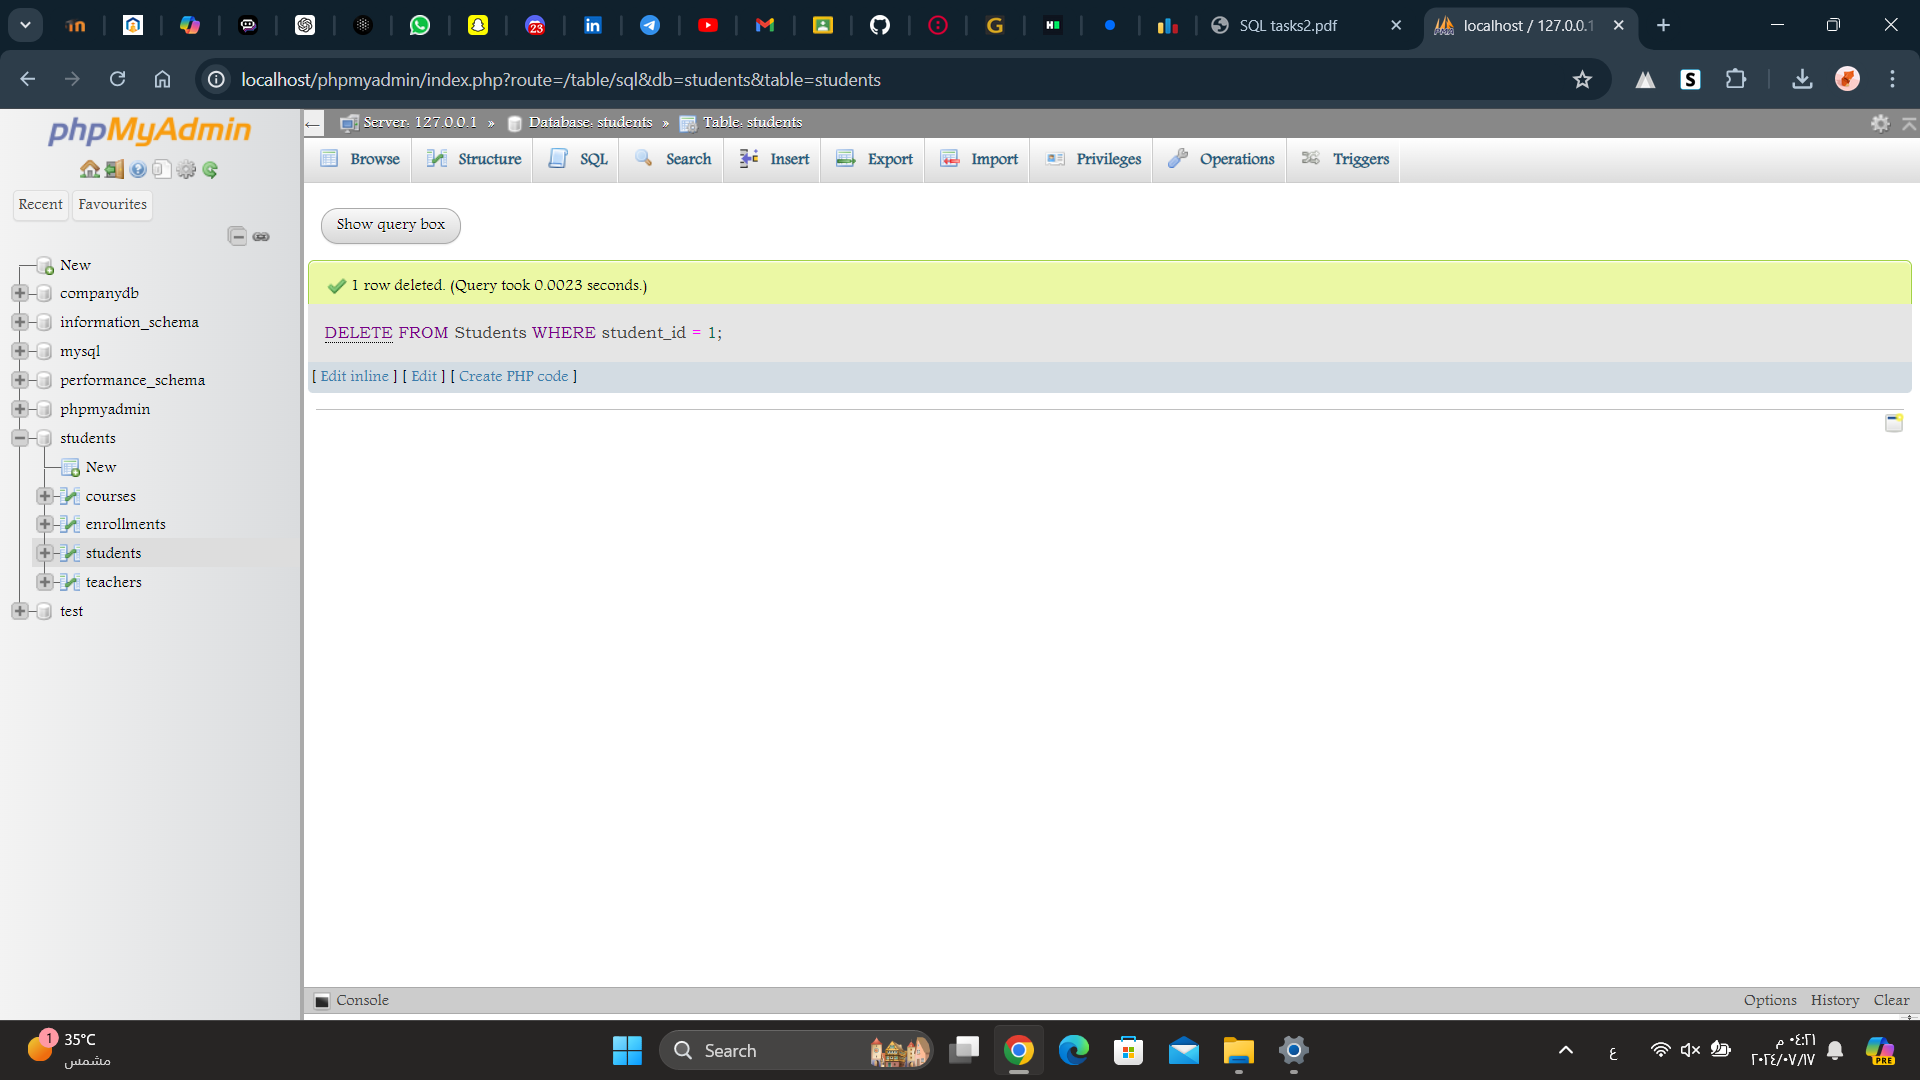 SQL tasks2.pdf
localhost / 127.0.0.1
localhost/phpmyadmin/index.php?route=/table/sql&db=students&table=students
phpMyAdmin
Recent
Favourites
New
companydb
information_schema
mysql
performance_schema
phpmyadmin
students
New
courses
enrollments
students
teachers
test
Server: 127.0.0.1 » Database: students » Table: students
Browse Structure SQL Search Insert Export Import Privileges Operations Triggers
Show query box
1 row deleted. (Query took 0.0023 seconds.)
DELETE FROM Students WHERE student_id = 1;
[ Edit inline ] [ Edit ] [ Create PHP code ]
Console
Options History Clear
1
35°C
مشمس
Search
23
ع
٠٤:٢١ م
٢٠٢٤/٠٧/١٧
PRE